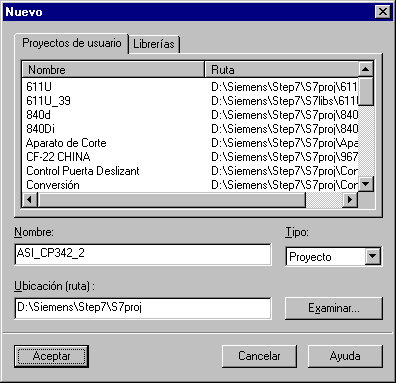 Nuevo
Proyectos de usuario Librerías
Nombre Ruta
611U D:\Siemens\Step7\S7proj\611
611U_39 D:\Siemens\Step7\S7libs\611U
840d D:\Siemens\Step7\S7proj\840
840Di D:\Siemens\Step7\S7proj\840
Aparato de Corte D:\Siemens\Step7\S7proj\Apa
CF-22 CHINA D:\Siemens\Step7\S7proj\967
Control Puerta Deslizant D:\Siemens\Step7\S7proj\Con
Conversión D:\Siemens\Step7\S7proj\Con
Nombre: Tipo:
ASI_CP342_2 Proyecto
Ubicación (ruta) :
D:\Siemens\Step7\S7proj Examinar...
Aceptar Cancelar Ayuda